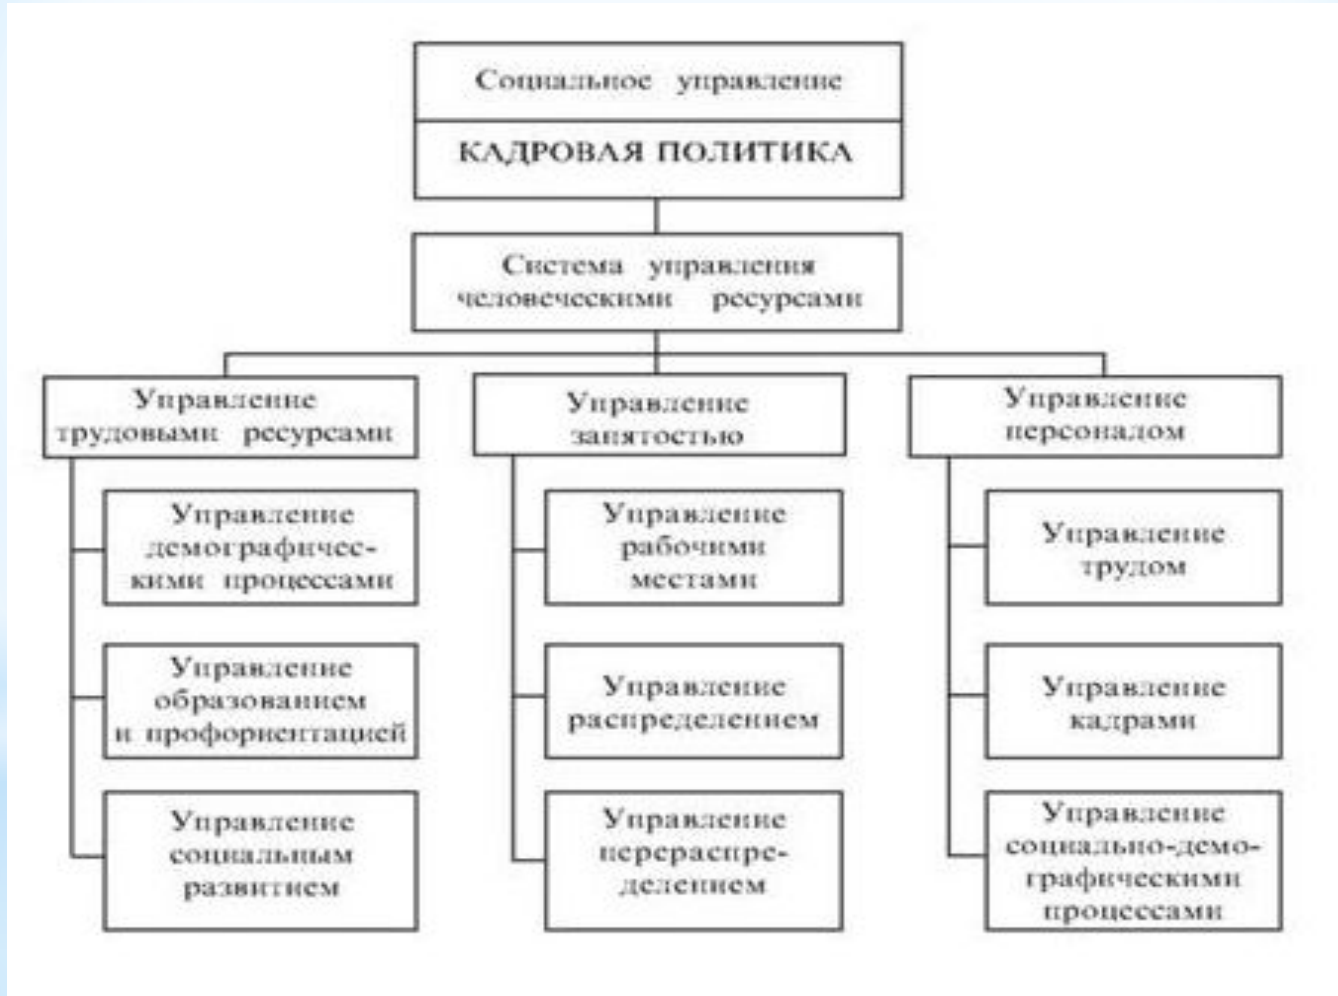 Социальное управление
КАДРОВАЯ ПОЛИТИКА
Система управления
человеческими ресурсами
Управление
трудовыми ресурсами
Управление
занятостью
Управление
персоналом
Управление
демографичес-
кими процессами
Управление
рабочими
местами
Управление
трудом
Управление
образованием
и профориентацией
Управление
распределением
Управление
кадрами
Управление
социальным
развитием
Управление
перераспре-
делением
Управление
социально-демо-
графическими
процессами